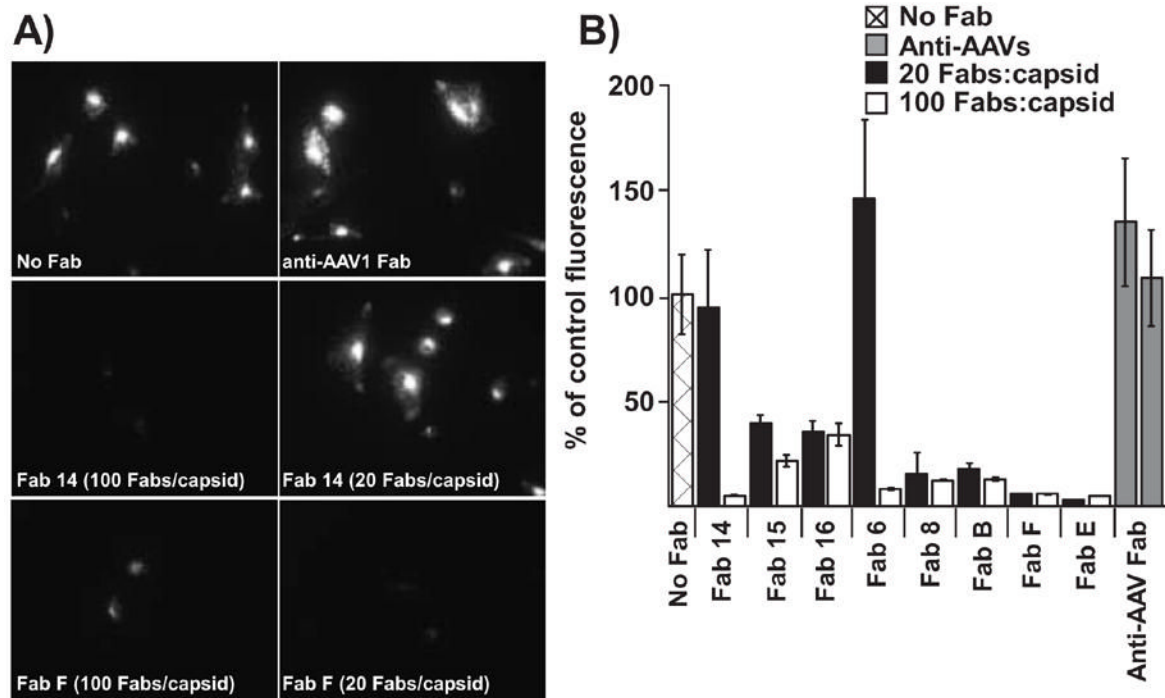 A)
No Fab
anti-AAV1 Fab
Fab 14 (100 Fabs/capsid)
Fab 14 (20 Fabs/capsid)
Fab F (100 Fabs/capsid)
Fab F (20 Fabs/capsid)
B)
No Fab
Anti-AAVs
20 Fabs:capsid
100 Fabs:capsid
% of control fluorescence
200
150
100
50
No Fab
Fab 14
Fab 15
Fab 16
Fab 6
Fab 8
Fab B
Fab F
Fab E
Anti-AAV Fab